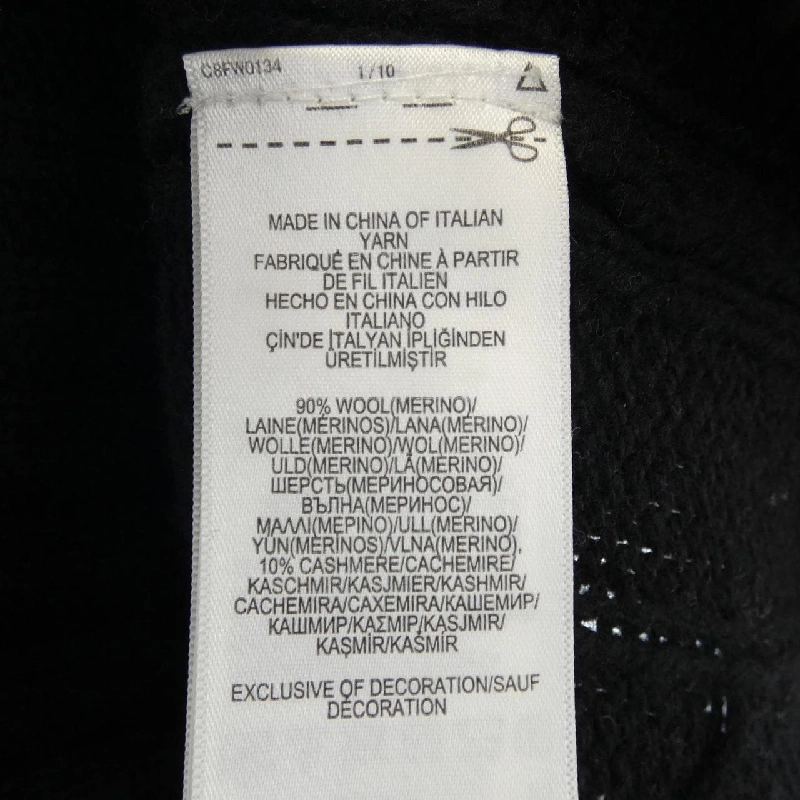 C8FW0134 1/10
MADE IN CHINA OF ITALIAN
YARN
FABRIQUÉ EN CHINE À PARTIR
DE FIL ITALIEN
HECHO EN CHINA CON HILO
ITALIANO
ÇİN'DE İTALYAN İPLİĞİNDEN
ÜRETİLMİŞTİR
90% WOOL(MERINO)/
LAINE(MÉRINOS)/LANA(MERINO)/
WOLLE(MERINO)/WOL(MERINO)/
ULD(MERINO)/LÃ(MERINO)/
ШЕРСТЬ(МЕРИНОСОВАЯ)/
ВЪЛНА(МЕРИНОС)/
ΜΑΛΛΙ(ΜΕΡΙΝΟ)/ULL(MERINO)/
YÜN(MERINOS)/VLNA(MERINO),
10% CASHMERE/CACHEMIRE/
KASCHMIR/KASJMIER/KASHMIR/
CACHEMIRA/CAXEMIRA/КАШЕМИР/
КАШМИР/ΚΑΣΜΙΡ/KASJMIR/
KAŞMİR/KAŠMÍR
EXCLUSIVE OF DECORATION/SAUF
DÉCORATION